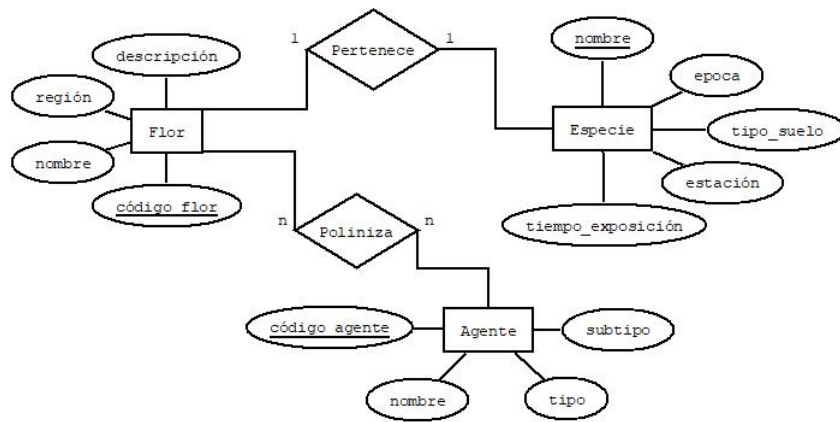 1
Pertenece
1
descripción
nombre
región
epoca
Flor
Especie
tipo_suelo
nombre
estación
código flor
n
Poliniza
n
tiempo_exposición
código agente
Agente
subtipo
nombre
tipo